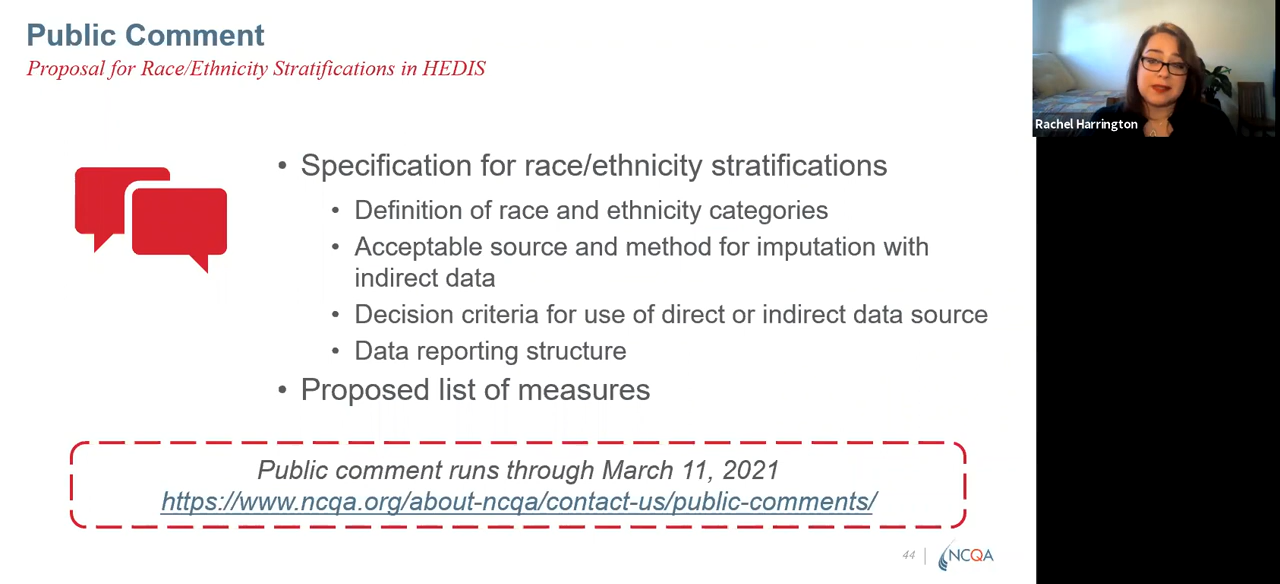 Public Comment
Proposal for Race/Ethnicity Stratifications in HEDIS
Rachel Harrington
• Specification for race/ethnicity stratifications
• Definition of race and ethnicity categories
• Acceptable source and method for imputation with
indirect data
• Decision criteria for use of direct or indirect data source
• Data reporting structure
• Proposed list of measures
Public comment runs through March 11, 2021
https://www.ncqa.org/about-ncqa/contact-us/public-comments/
44 | NCQA